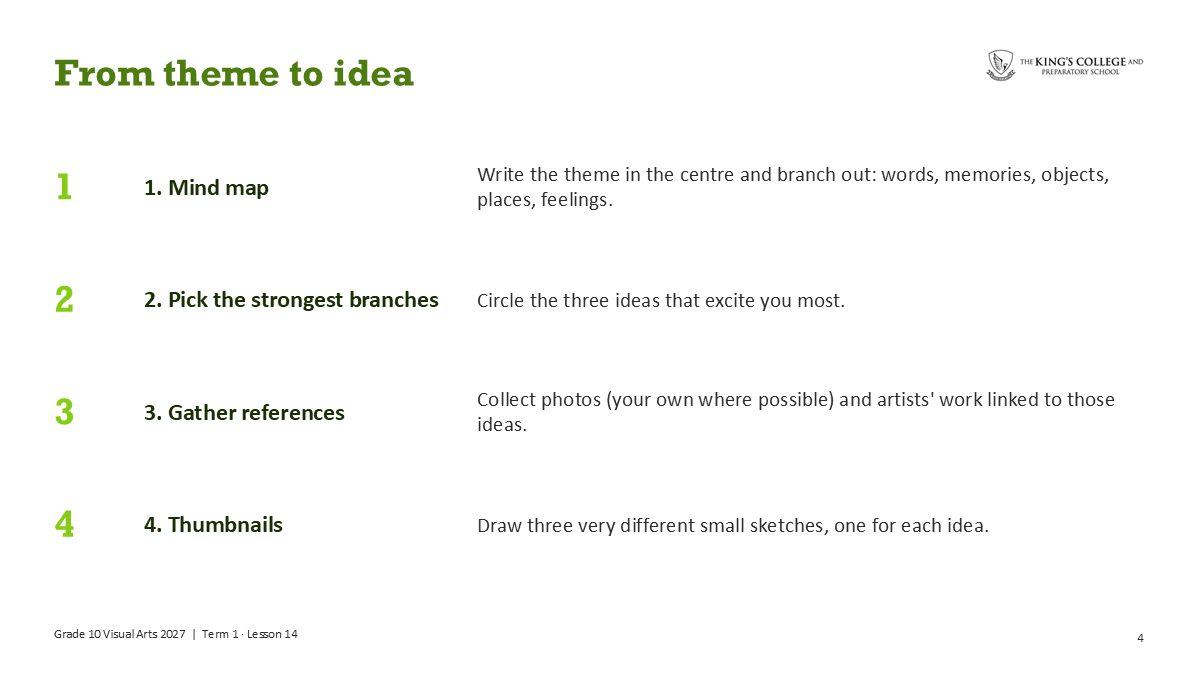 From theme to idea
THE KING'S COLLEGE AND
PREPARATORY SCHOOL
1
1. Mind map
Write the theme in the centre and branch out: words, memories, objects,
places, feelings.
2
2. Pick the strongest branches
Circle the three ideas that excite you most.
3
3. Gather references
Collect photos (your own where possible) and artists' work linked to those
ideas.
4
4. Thumbnails
Draw three very different small sketches, one for each idea.
Grade 10 Visual Arts 2027 | Term 1 · Lesson 14
4